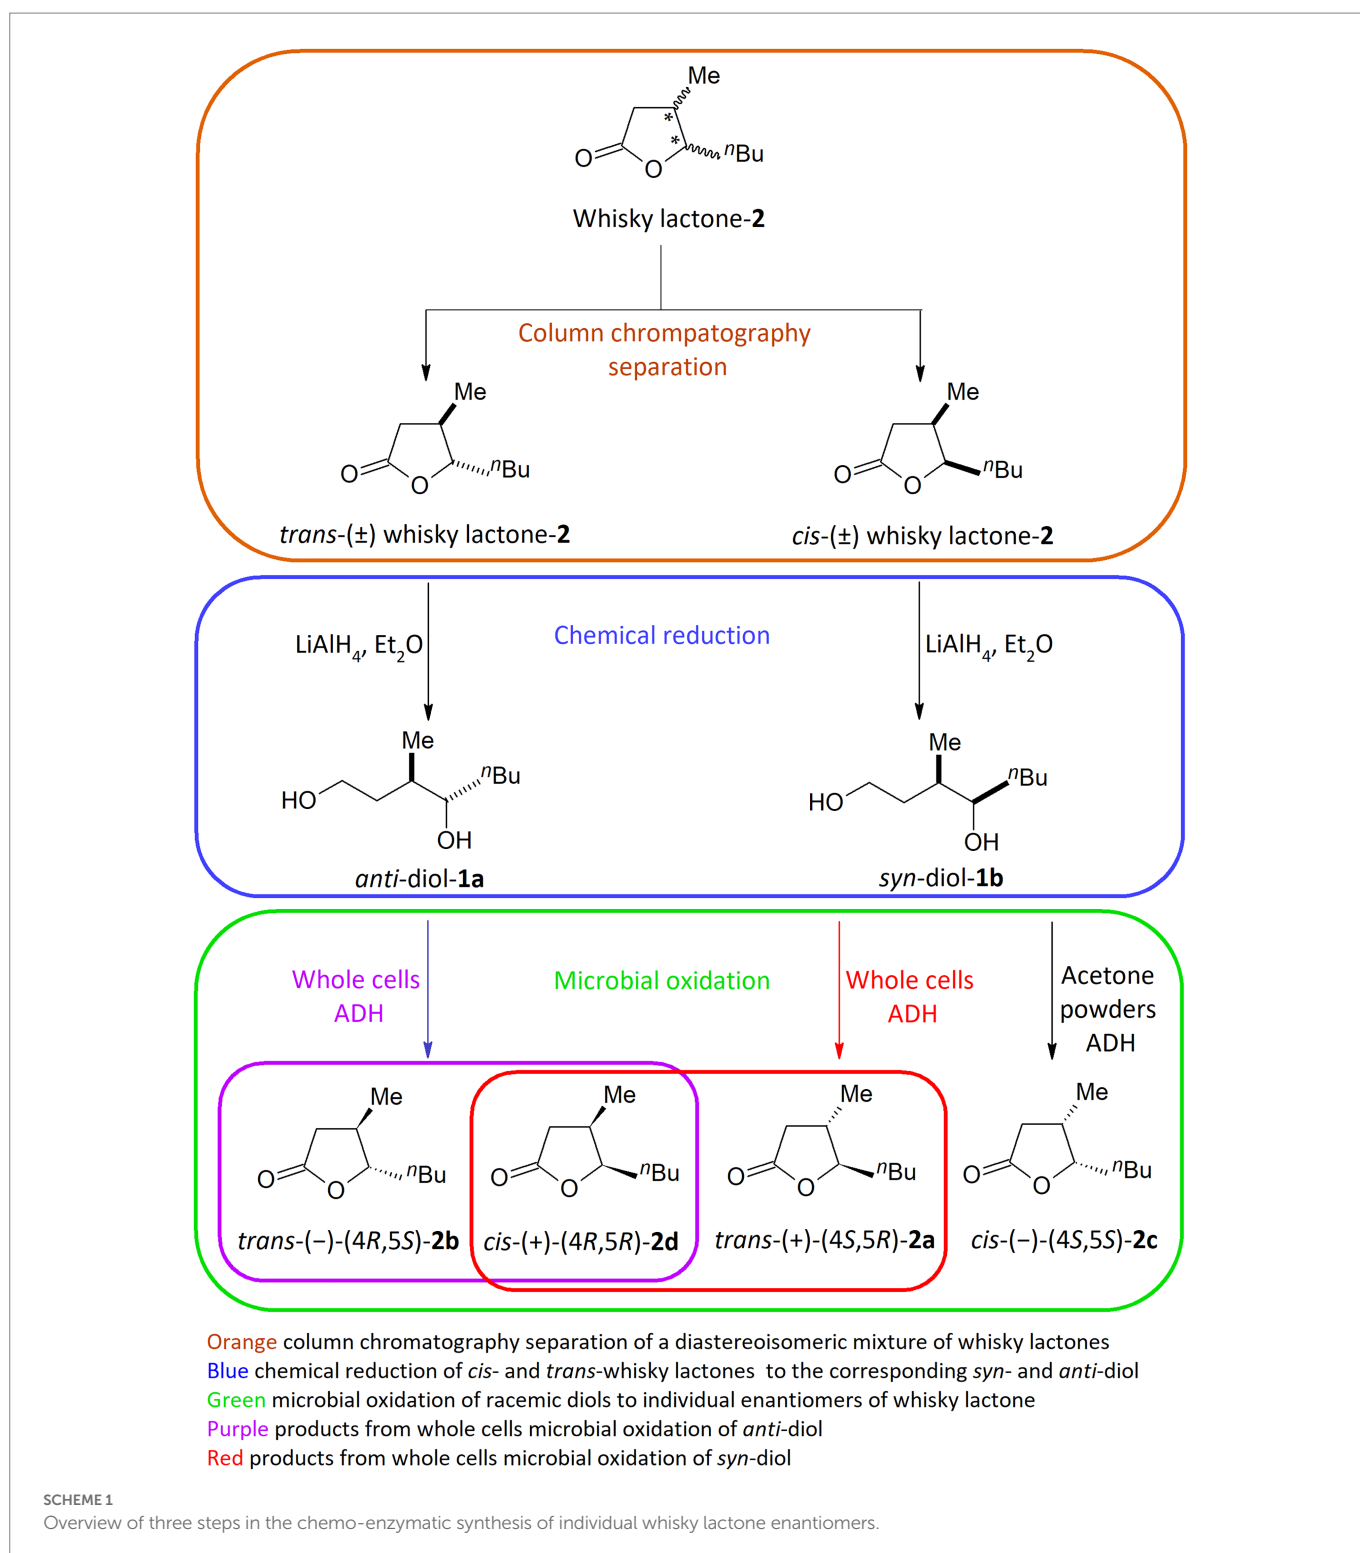 Me
O
O
nBu
Whisky lactone-2
Column chrompatography
separation
Me
O
O
nBu
trans-(±) whisky lactone-2
Me
O
O
nBu
cis-(±) whisky lactone-2
LiAlH4, Et2O
Chemical reduction
LiAlH4, Et2O
Me
HO
nBu
OH
anti-diol-1a
Me
HO
nBu
OH
syn-diol-1b
Whole cells
ADH
Microbial oxidation
Whole cells
ADH
Acetone
powders
ADH
Me
O
O
nBu
trans-(−)-(4R,5S)-2b
Me
O
O
nBu
cis-(+)-(4R,5R)-2d
Me
O
O
nBu
trans-(+)-(4S,5R)-2a
Me
O
O
nBu
cis-(−)-(4S,5S)-2c
Orange column chromatography separation of a diastereoisomeric mixture of whisky lactones
Blue chemical reduction of cis- and trans-whisky lactones to the corresponding syn- and anti-diol
Green microbial oxidation of racemic diols to individual enantiomers of whisky lactone
Purple products from whole cells microbial oxidation of anti-diol
Red products from whole cells microbial oxidation of syn-diol
SCHEME 1
Overview of three steps in the chemo-enzymatic synthesis of individual whisky lactone enantiomers.